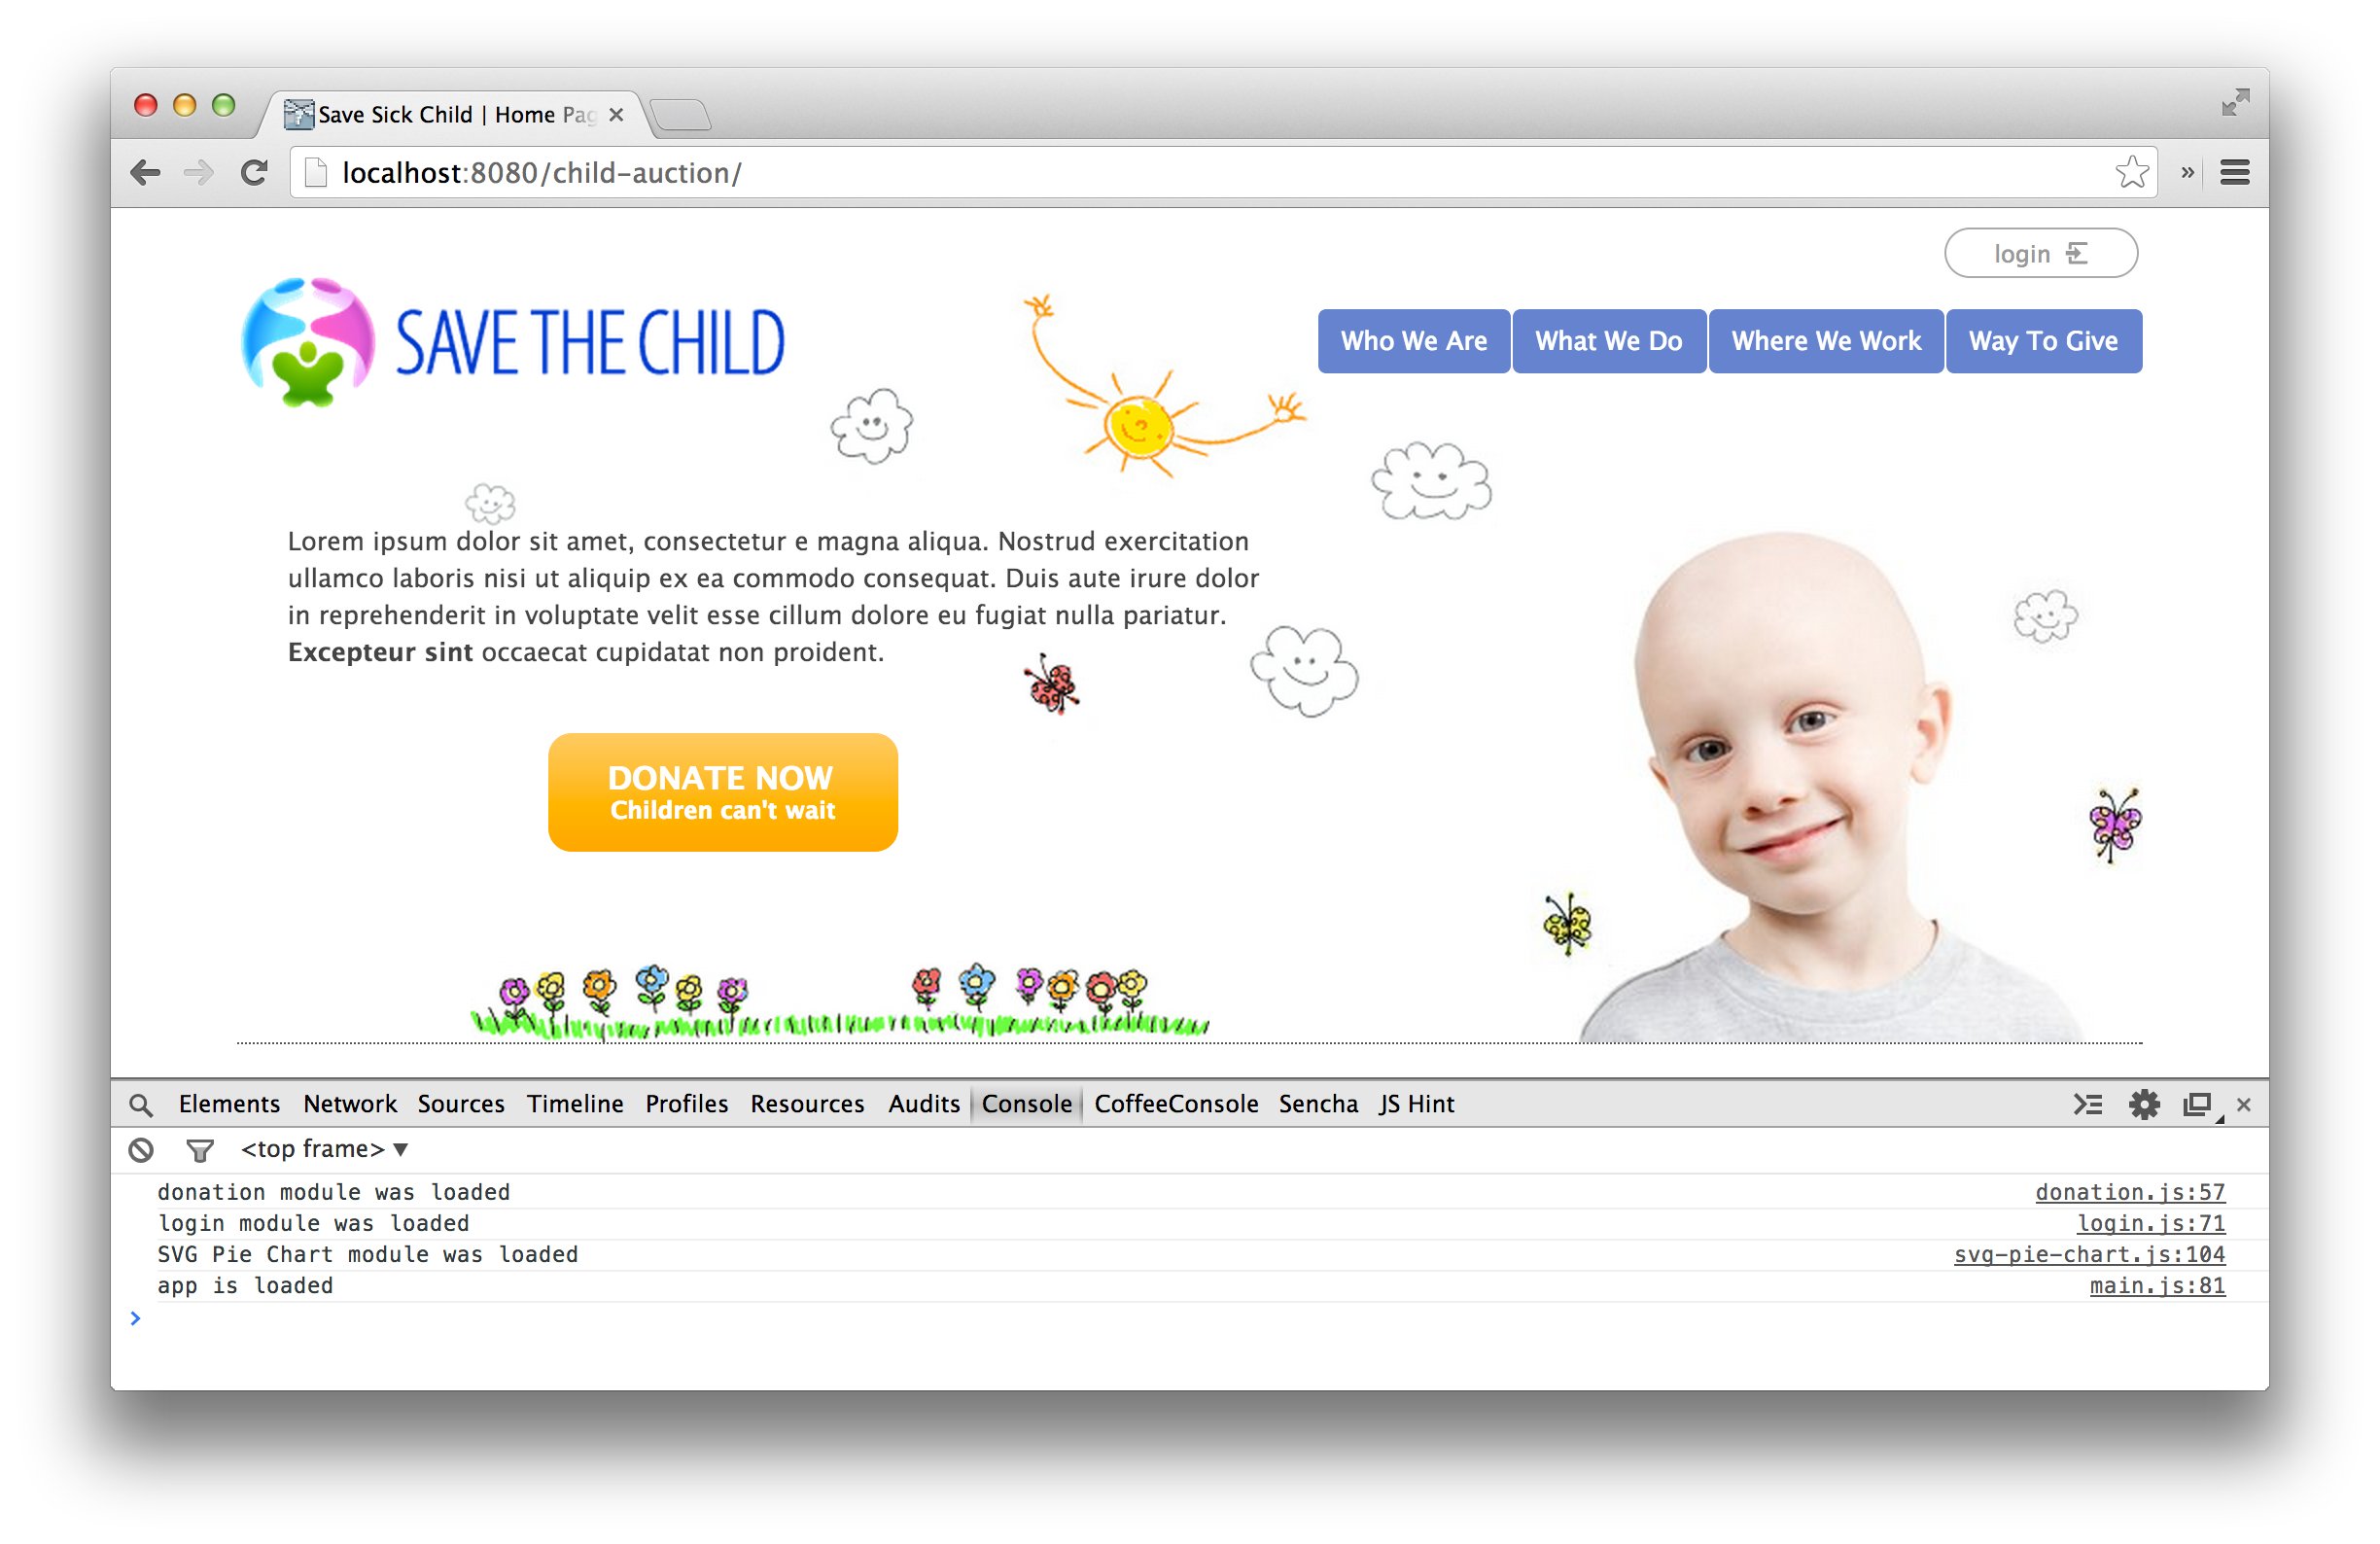 Save Sick Child | Home Pag
localhost:8080/child-auction/
login
SAVE THE CHILD
Who We Are
What We Do
Where We Work
Way To Give
Lorem ipsum dolor sit amet, consectetur e magna aliqua. Nostrud exercitation
ullamco laboris nisi ut aliquip ex ea commodo consequat. Duis aute irure dolor
in reprehenderit in voluptate velit esse cillum dolore eu fugiat nulla pariatur.
Excepteur sint occaecat cupidatat non proident.
DONATE NOW
Children can't wait
Elements Network Sources Timeline Profiles Resources Audits Console CoffeeConsole Sencha JS Hint
<top frame>
donation module was loaded donation.js:57
login module was loaded login.js:71
SVG Pie Chart module was loaded svg-pie-chart.js:104
app is loaded main.js:81